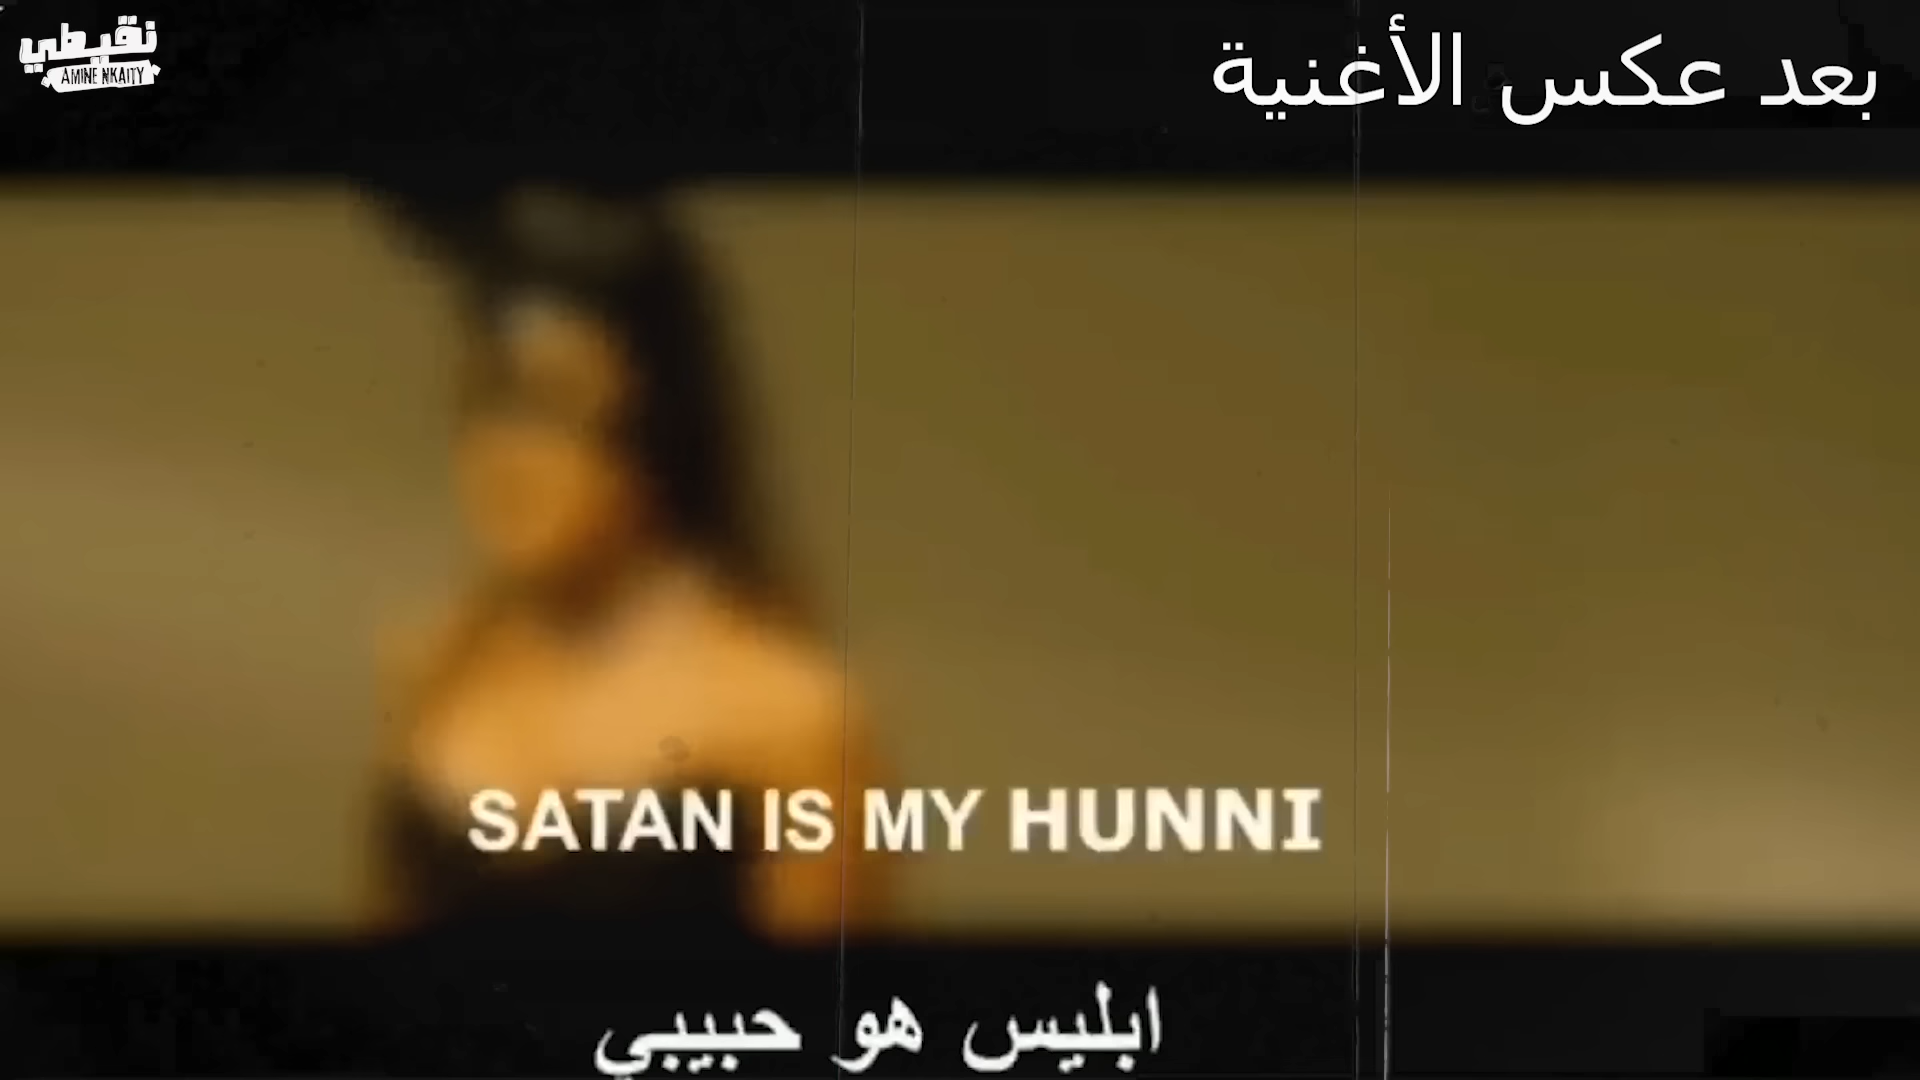 نقيطي
AMINE NKAITY
بعد عكس الأغنية
SATAN IS MY HUNNI
ابليس هو حبيبي